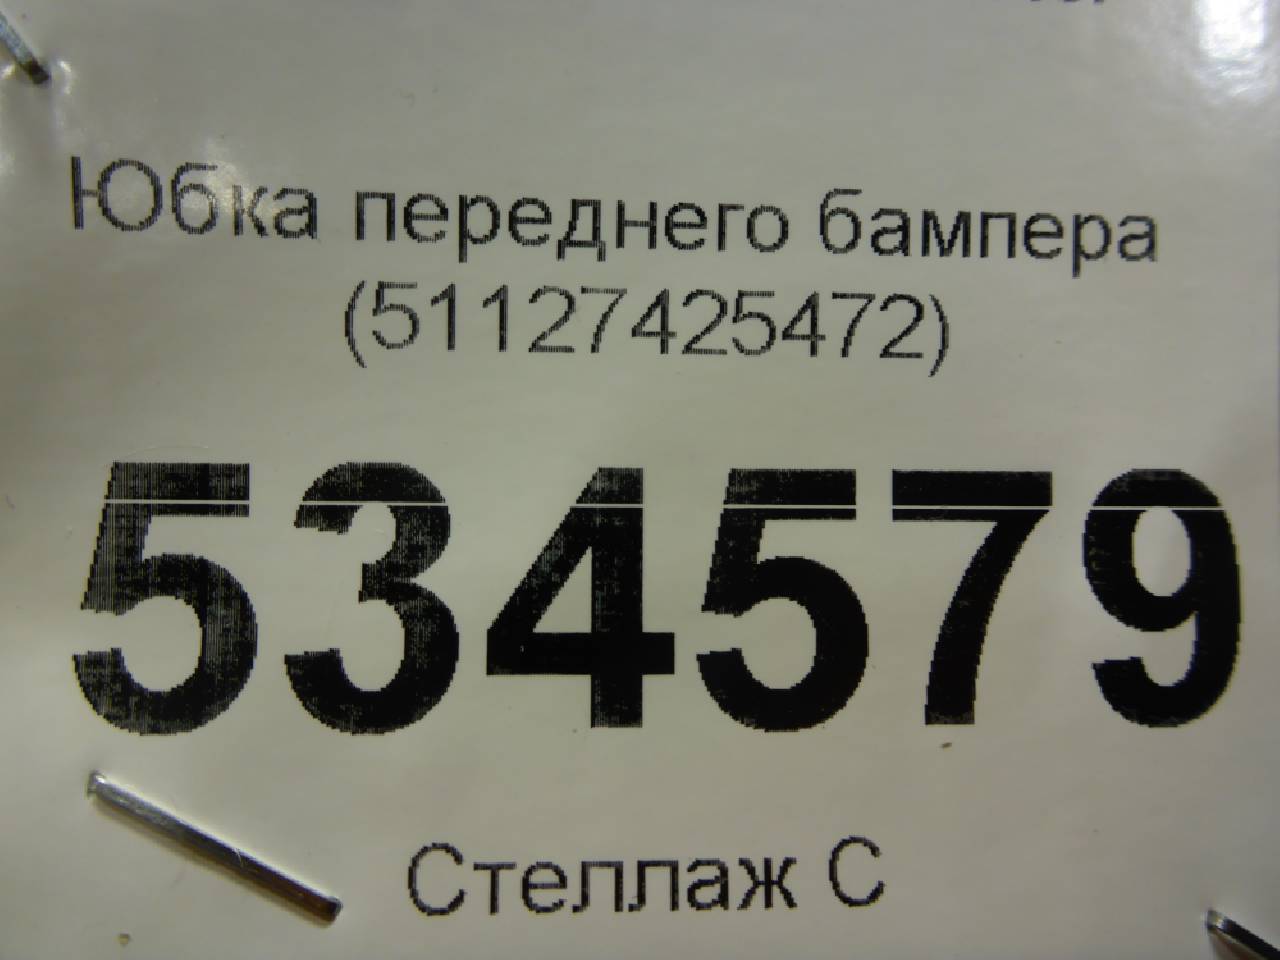 Юбка переднего бампера
(51127425472)
534579
Стеллаж С